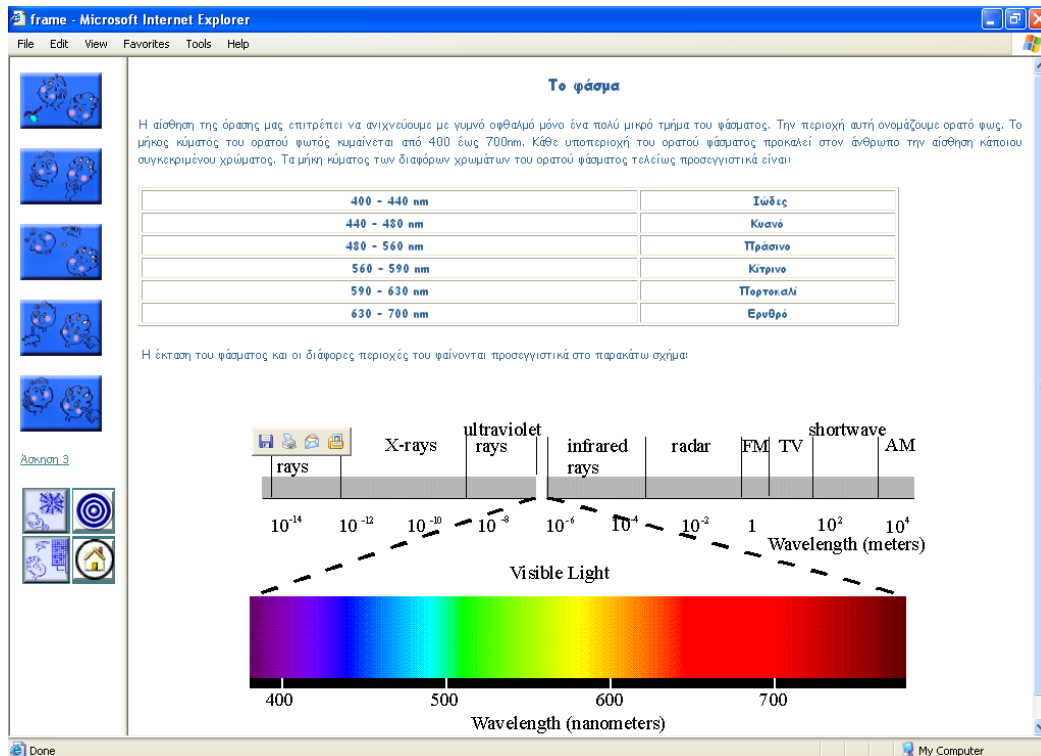 frame - Microsoft Internet Explorer
File Edit View Favorites Tools Help
Το φάσμα
Η αίσθηση της όρασης μας επιτρέπει να ανιχνεύουμε με γυμνό οφθαλμό μόνο ένα πολύ μικρό τμήμα του φάσματος. Την περιοχή αυτή ονομάζουμε ορατό φως. Το
μήκος κύματος του ορατού φωτός κυμαίνεται από 400 έως 700nm. Κάθε υποπεριοχή του ορατού φάσματος προκαλεί στον άνθρωπο την αίσθηση κάποιου
συγκεκριμένου χρώματος. Τα μήκη κύματος των διαφόρων χρωμάτων του ορατού φάσματος τελείως προσεγγιστικά είναι:
400 - 440 nm Ιώδες
440 - 480 nm Κυανό
480 - 560 nm Πράσινο
560 - 590 nm Κίτρινο
590 - 630 nm Πορτοκαλί
630 - 700 nm Ερυθρό
Η έκταση του φάσματος και οι διάφορες περιοχές του φαίνονται προσεγγιστικά στο παρακάτω σχήμα:
Άσκηση 3
ultraviolet shortwave
X-rays rays infrared radar FM TV AM
rays rays
10^-14 10^-12 10^-10 10^-8 10^-6 10^-4 10^-2 1 10^2 10^4
Wavelength (meters)
Visible Light
400 500 600 700
Wavelength (nanometers)
Done My Computer